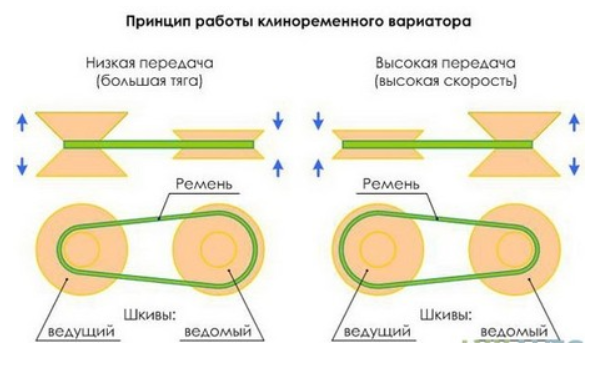 Принцип работы клиноременного вариатора
Низкая передача
(большая тяга)
Высокая передача
(высокая скорость)
Ремень
Ремень
Шкивы:
ведущий
ведомый
Шкивы:
ведущий
ведомый